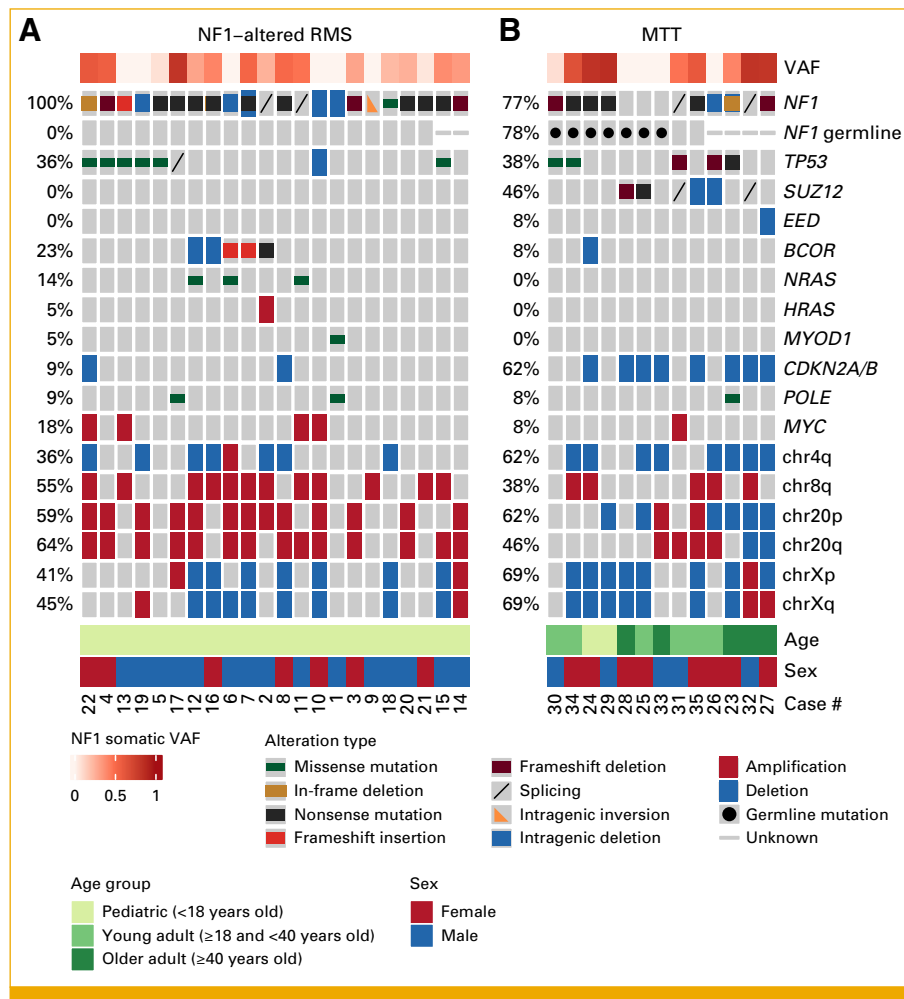 A NF1–altered RMS B MTT
VAF
100% 77% NF1
0% 78% NF1 germline
36% 38% TP53
0% 46% SUZ12
0% 8% EED
23% 8% BCOR
14% 0% NRAS
5% 0% HRAS
5% 0% MYOD1
9% 62% CDKN2A/B
9% 8% POLE
18% 8% MYC
36% 62% chr4q
55% 38% chr8q
59% 62% chr20p
64% 46% chr20q
41% 69% chrXp
45% 69% chrXq
Age
Sex
22 4 13 19 5 17 12 16 6 7 2 8 11 10 1 3 9 18 20 21 15 14 30 34 24 29 28 25 33 31 35 26 23 32 27 Case #
NF1 somatic VAF
0 0.5 1
Alteration type
Missense mutation
In-frame deletion
Nonsense mutation
Frameshift insertion
Frameshift deletion
Splicing
Intragenic inversion
Intragenic deletion
Amplification
Deletion
Germline mutation
Unknown
Age group
Pediatric (<18 years old)
Young adult (≥18 and <40 years old)
Older adult (≥40 years old)
Sex
Female
Male